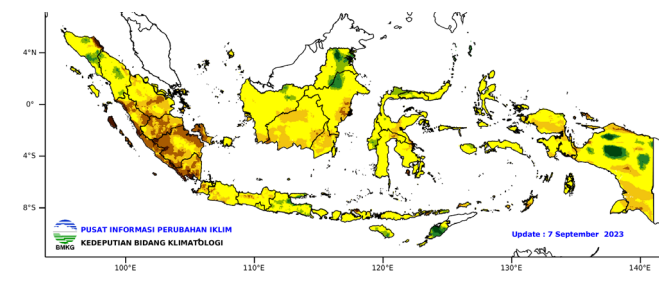 4°N
0°
4°S
8°S
PUSAT INFORMASI PERUBAHAN IKLIM
KEDEPUTIAN BIDANG KLIMATOLOGI
BMKG
Update : 7 September 2023
100°E
110°E
120°E
130°E
140°E